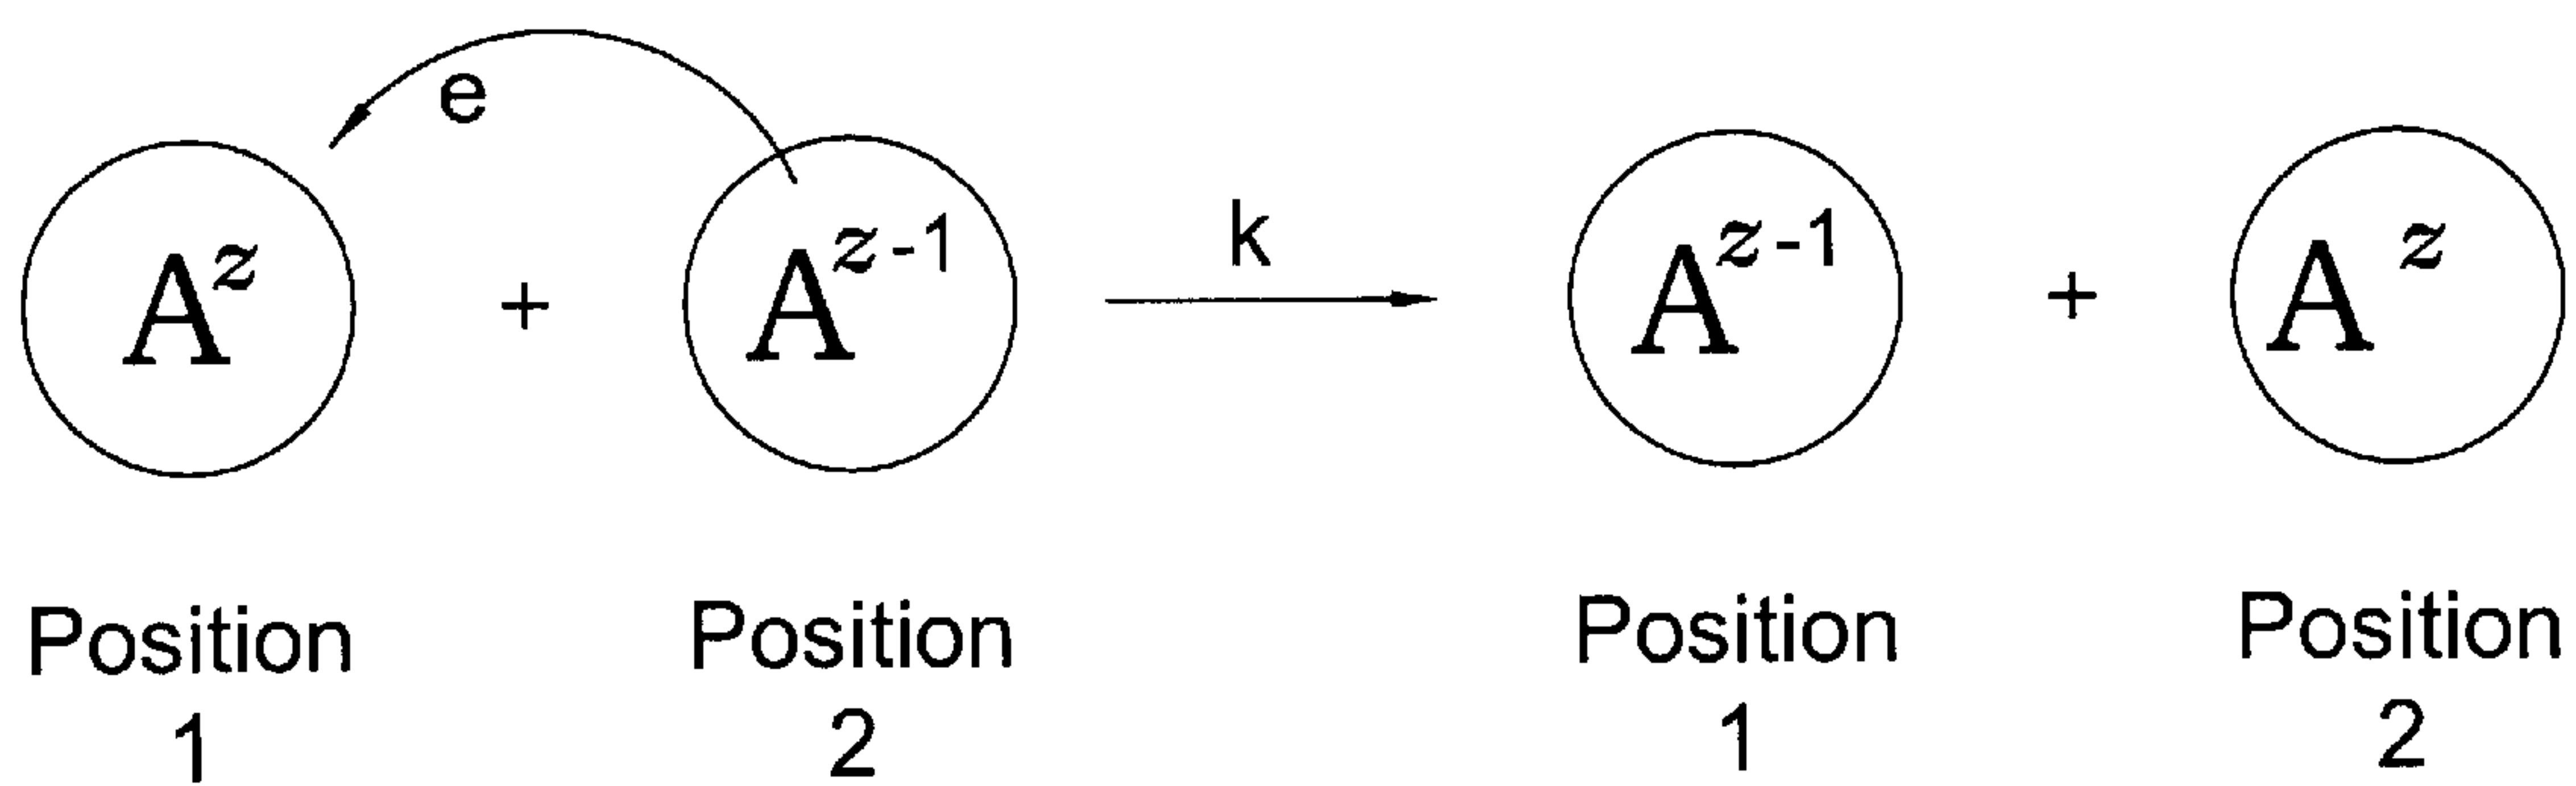 e
A^z + A^{z-1} k A^{z-1} + A^z
Position Position Position Position
1 2 1 2